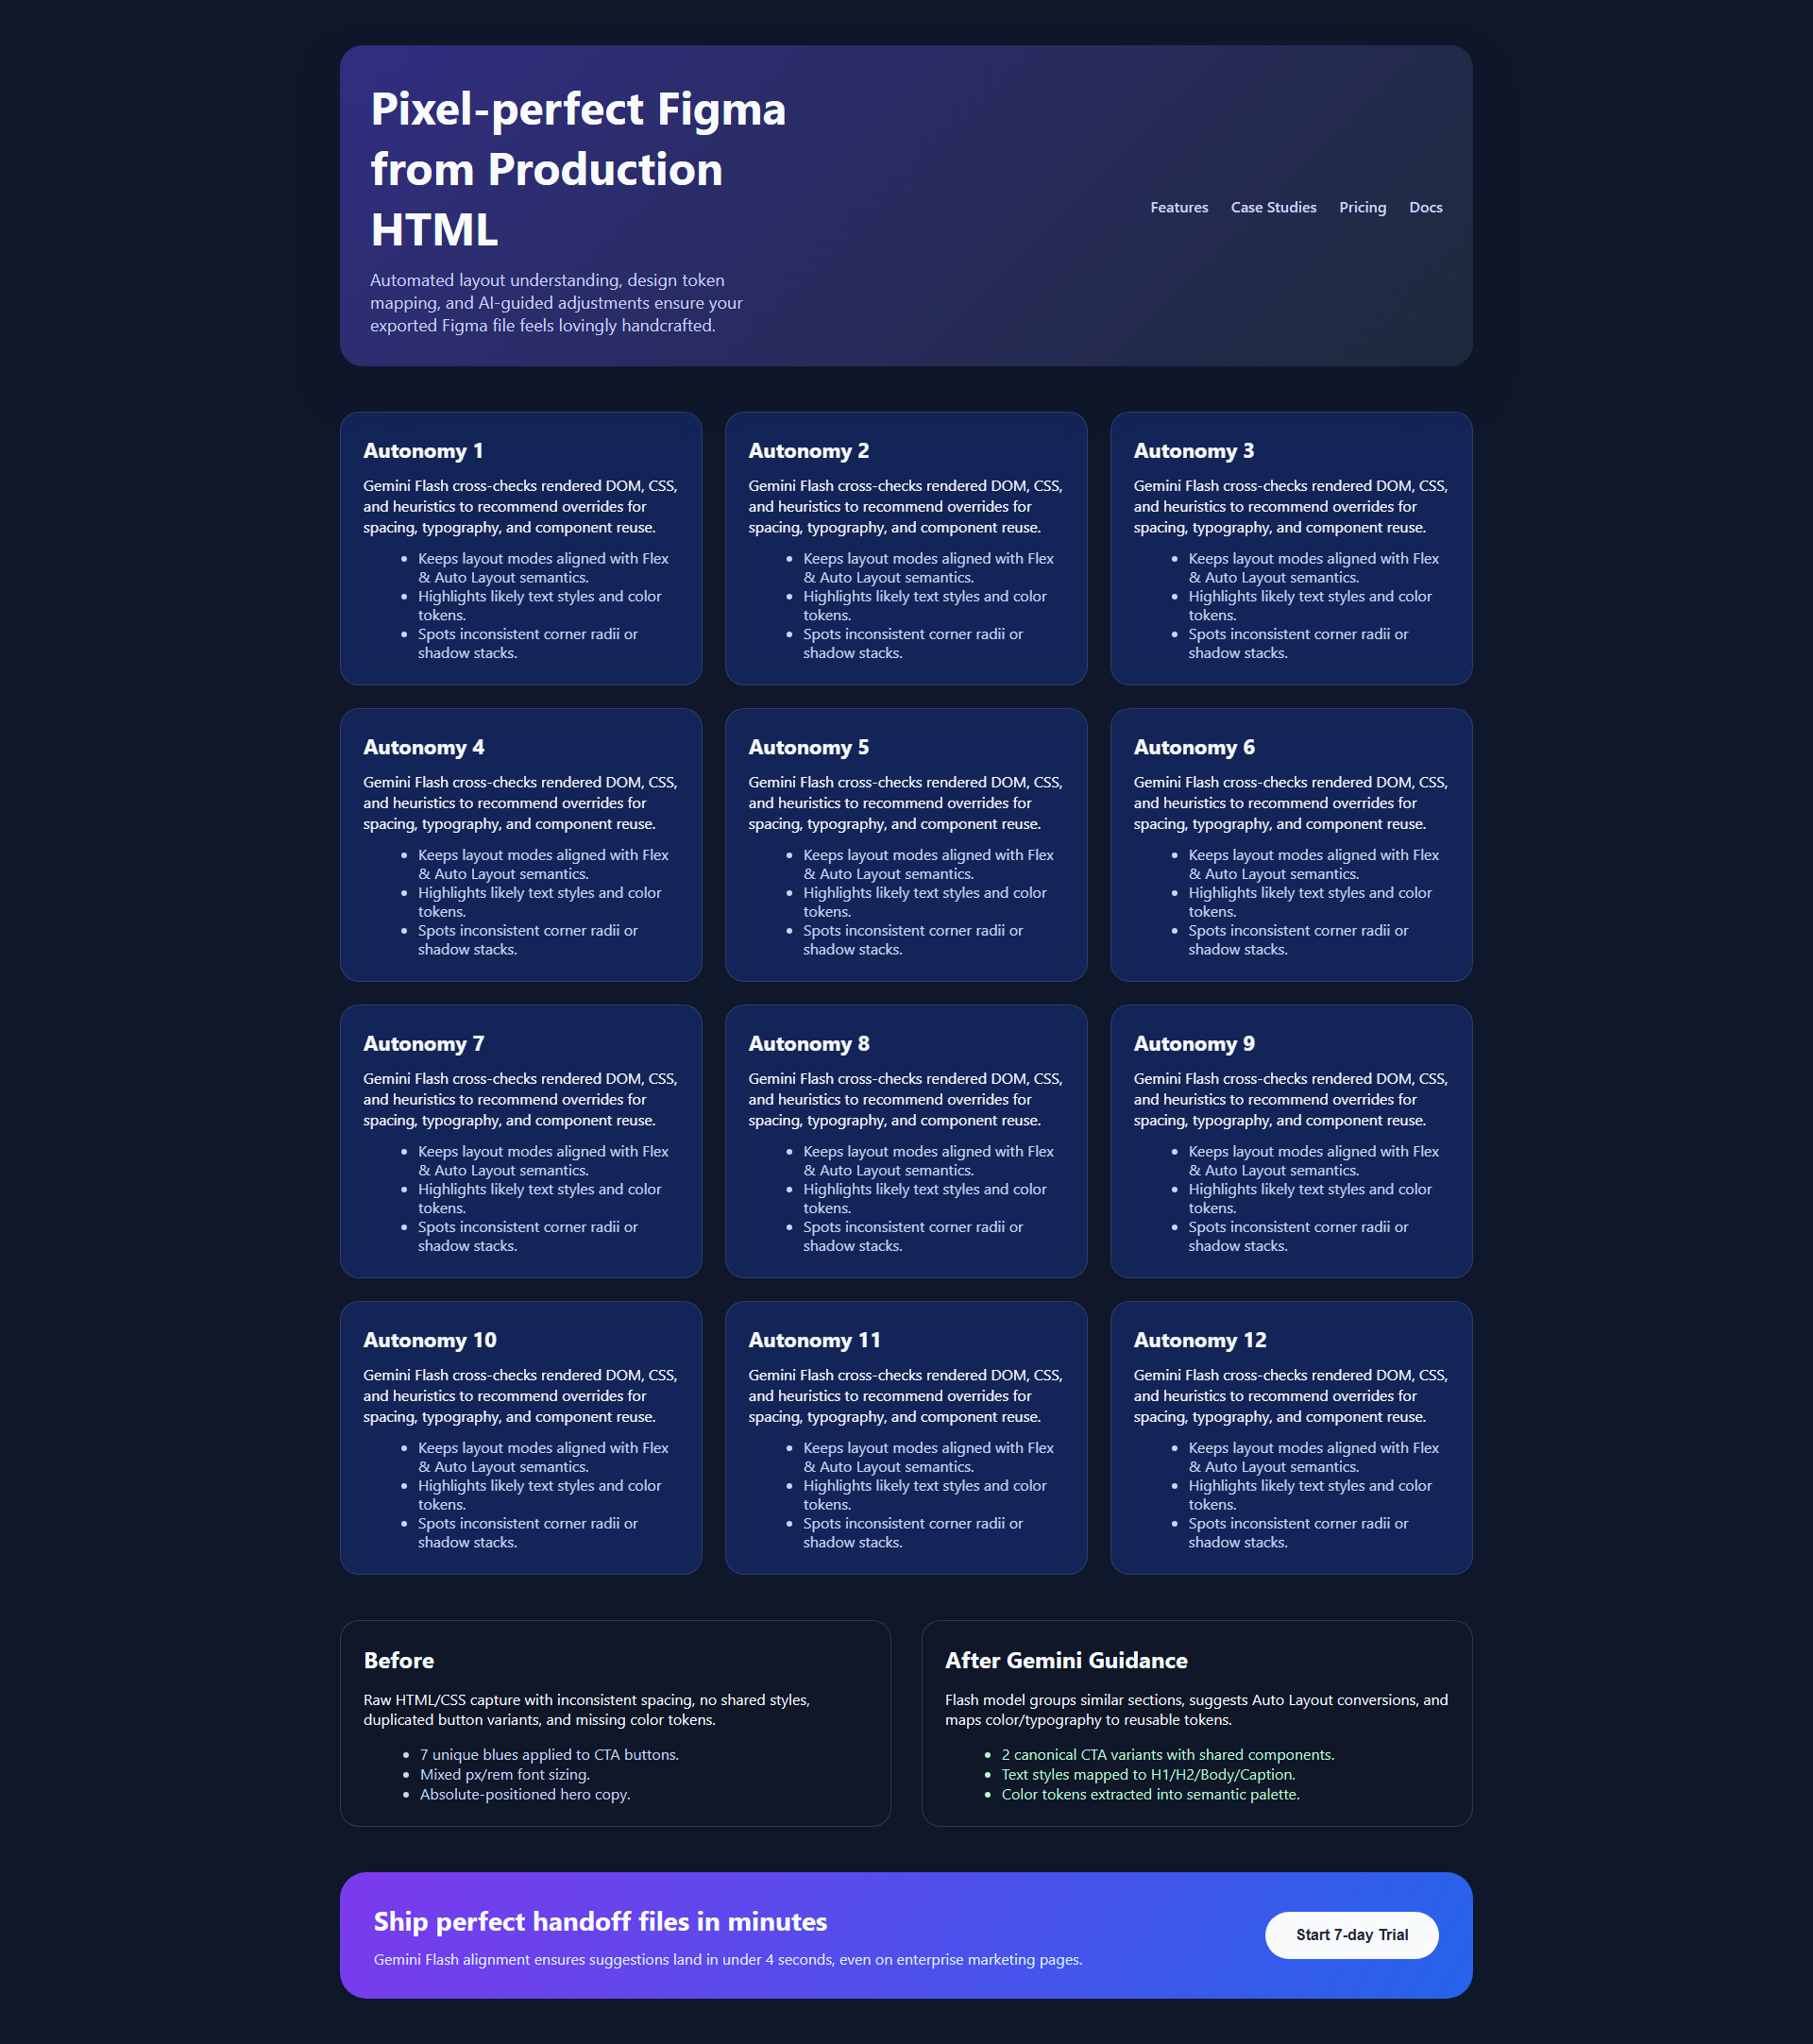 Pixel-perfect Figma
from Production
HTML
Automated layout understanding, design token
mapping, and AI-guided adjustments ensure your
exported Figma file feels lovingly handcrafted.
Features Case Studies Pricing Docs
Autonomy 1
Gemini Flash cross-checks rendered DOM, CSS,
and heuristics to recommend overrides for
spacing, typography, and component reuse.
• Keeps layout modes aligned with Flex
& Auto Layout semantics.
• Highlights likely text styles and color
tokens.
• Spots inconsistent corner radii or
shadow stacks.
Autonomy 2
Gemini Flash cross-checks rendered DOM, CSS,
and heuristics to recommend overrides for
spacing, typography, and component reuse.
• Keeps layout modes aligned with Flex
& Auto Layout semantics.
• Highlights likely text styles and color
tokens.
• Spots inconsistent corner radii or
shadow stacks.
Autonomy 3
Gemini Flash cross-checks rendered DOM, CSS,
and heuristics to recommend overrides for
spacing, typography, and component reuse.
• Keeps layout modes aligned with Flex
& Auto Layout semantics.
• Highlights likely text styles and color
tokens.
• Spots inconsistent corner radii or
shadow stacks.
Autonomy 4
Gemini Flash cross-checks rendered DOM, CSS,
and heuristics to recommend overrides for
spacing, typography, and component reuse.
• Keeps layout modes aligned with Flex
& Auto Layout semantics.
• Highlights likely text styles and color
tokens.
• Spots inconsistent corner radii or
shadow stacks.
Autonomy 5
Gemini Flash cross-checks rendered DOM, CSS,
and heuristics to recommend overrides for
spacing, typography, and component reuse.
• Keeps layout modes aligned with Flex
& Auto Layout semantics.
• Highlights likely text styles and color
tokens.
• Spots inconsistent corner radii or
shadow stacks.
Autonomy 6
Gemini Flash cross-checks rendered DOM, CSS,
and heuristics to recommend overrides for
spacing, typography, and component reuse.
• Keeps layout modes aligned with Flex
& Auto Layout semantics.
• Highlights likely text styles and color
tokens.
• Spots inconsistent corner radii or
shadow stacks.
Autonomy 7
Gemini Flash cross-checks rendered DOM, CSS,
and heuristics to recommend overrides for
spacing, typography, and component reuse.
• Keeps layout modes aligned with Flex
& Auto Layout semantics.
• Highlights likely text styles and color
tokens.
• Spots inconsistent corner radii or
shadow stacks.
Autonomy 8
Gemini Flash cross-checks rendered DOM, CSS,
and heuristics to recommend overrides for
spacing, typography, and component reuse.
• Keeps layout modes aligned with Flex
& Auto Layout semantics.
• Highlights likely text styles and color
tokens.
• Spots inconsistent corner radii or
shadow stacks.
Autonomy 9
Gemini Flash cross-checks rendered DOM, CSS,
and heuristics to recommend overrides for
spacing, typography, and component reuse.
• Keeps layout modes aligned with Flex
& Auto Layout semantics.
• Highlights likely text styles and color
tokens.
• Spots inconsistent corner radii or
shadow stacks.
Autonomy 10
Gemini Flash cross-checks rendered DOM, CSS,
and heuristics to recommend overrides for
spacing, typography, and component reuse.
• Keeps layout modes aligned with Flex
& Auto Layout semantics.
• Highlights likely text styles and color
tokens.
• Spots inconsistent corner radii or
shadow stacks.
Autonomy 11
Gemini Flash cross-checks rendered DOM, CSS,
and heuristics to recommend overrides for
spacing, typography, and component reuse.
• Keeps layout modes aligned with Flex
& Auto Layout semantics.
• Highlights likely text styles and color
tokens.
• Spots inconsistent corner radii or
shadow stacks.
Autonomy 12
Gemini Flash cross-checks rendered DOM, CSS,
and heuristics to recommend overrides for
spacing, typography, and component reuse.
• Keeps layout modes aligned with Flex
& Auto Layout semantics.
• Highlights likely text styles and color
tokens.
• Spots inconsistent corner radii or
shadow stacks.
Before
Raw HTML/CSS capture with inconsistent spacing, no shared styles,
duplicated button variants, and missing color tokens.
• 7 unique blues applied to CTA buttons.
• Mixed px/rem font sizing.
• Absolute-positioned hero copy.
After Gemini Guidance
Flash model groups similar sections, suggests Auto Layout conversions, and
maps color/typography to reusable tokens.
• 2 canonical CTA variants with shared components.
• Text styles mapped to H1/H2/Body/Caption.
• Color tokens extracted into semantic palette.
Ship perfect handoff files in minutes
Gemini Flash alignment ensures suggestions land in under 4 seconds, even on enterprise marketing pages.
Start 7-day Trial